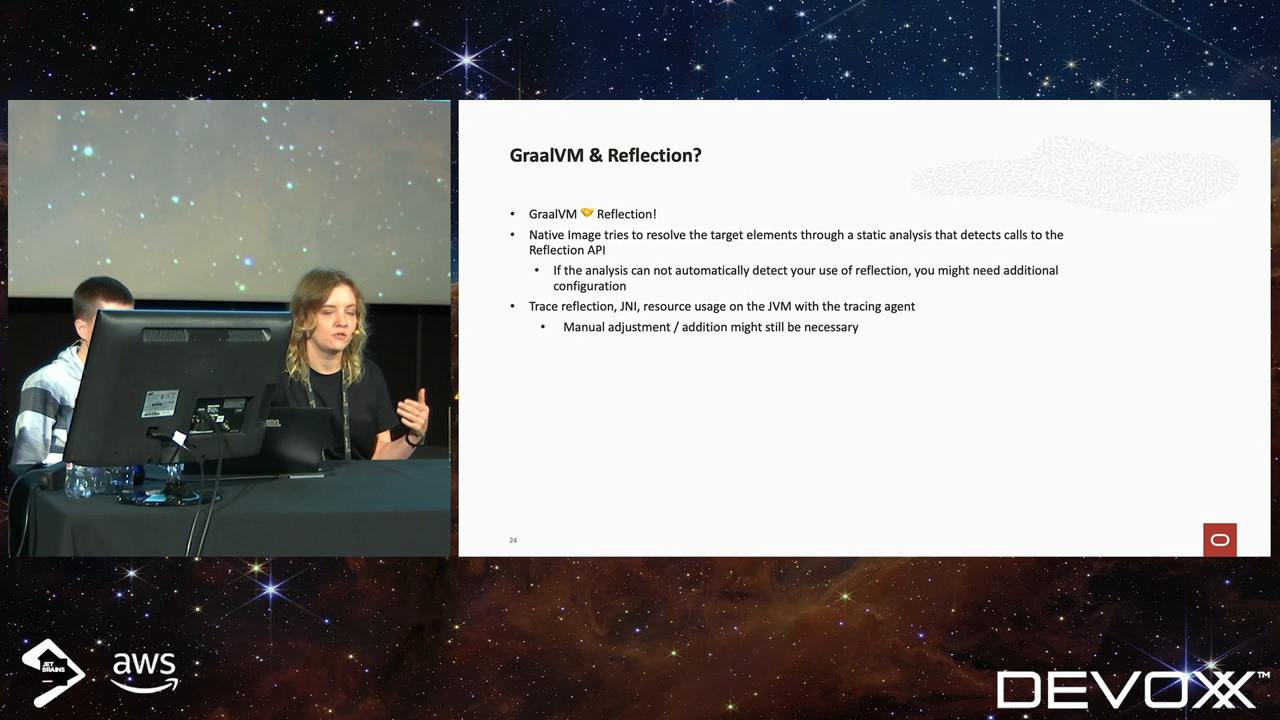 GraalVM & Reflection?
• GraalVM 🤝 Reflection!
• Native Image tries to resolve the target elements through a static analysis that detects calls to the
Reflection API
• If the analysis can not automatically detect your use of reflection, you might need additional
configuration
• Trace reflection, JNI, resource usage on the JVM with the tracing agent
• Manual adjustment / addition might still be necessary
24
JET
BRAINS
aws
DEVOXX™